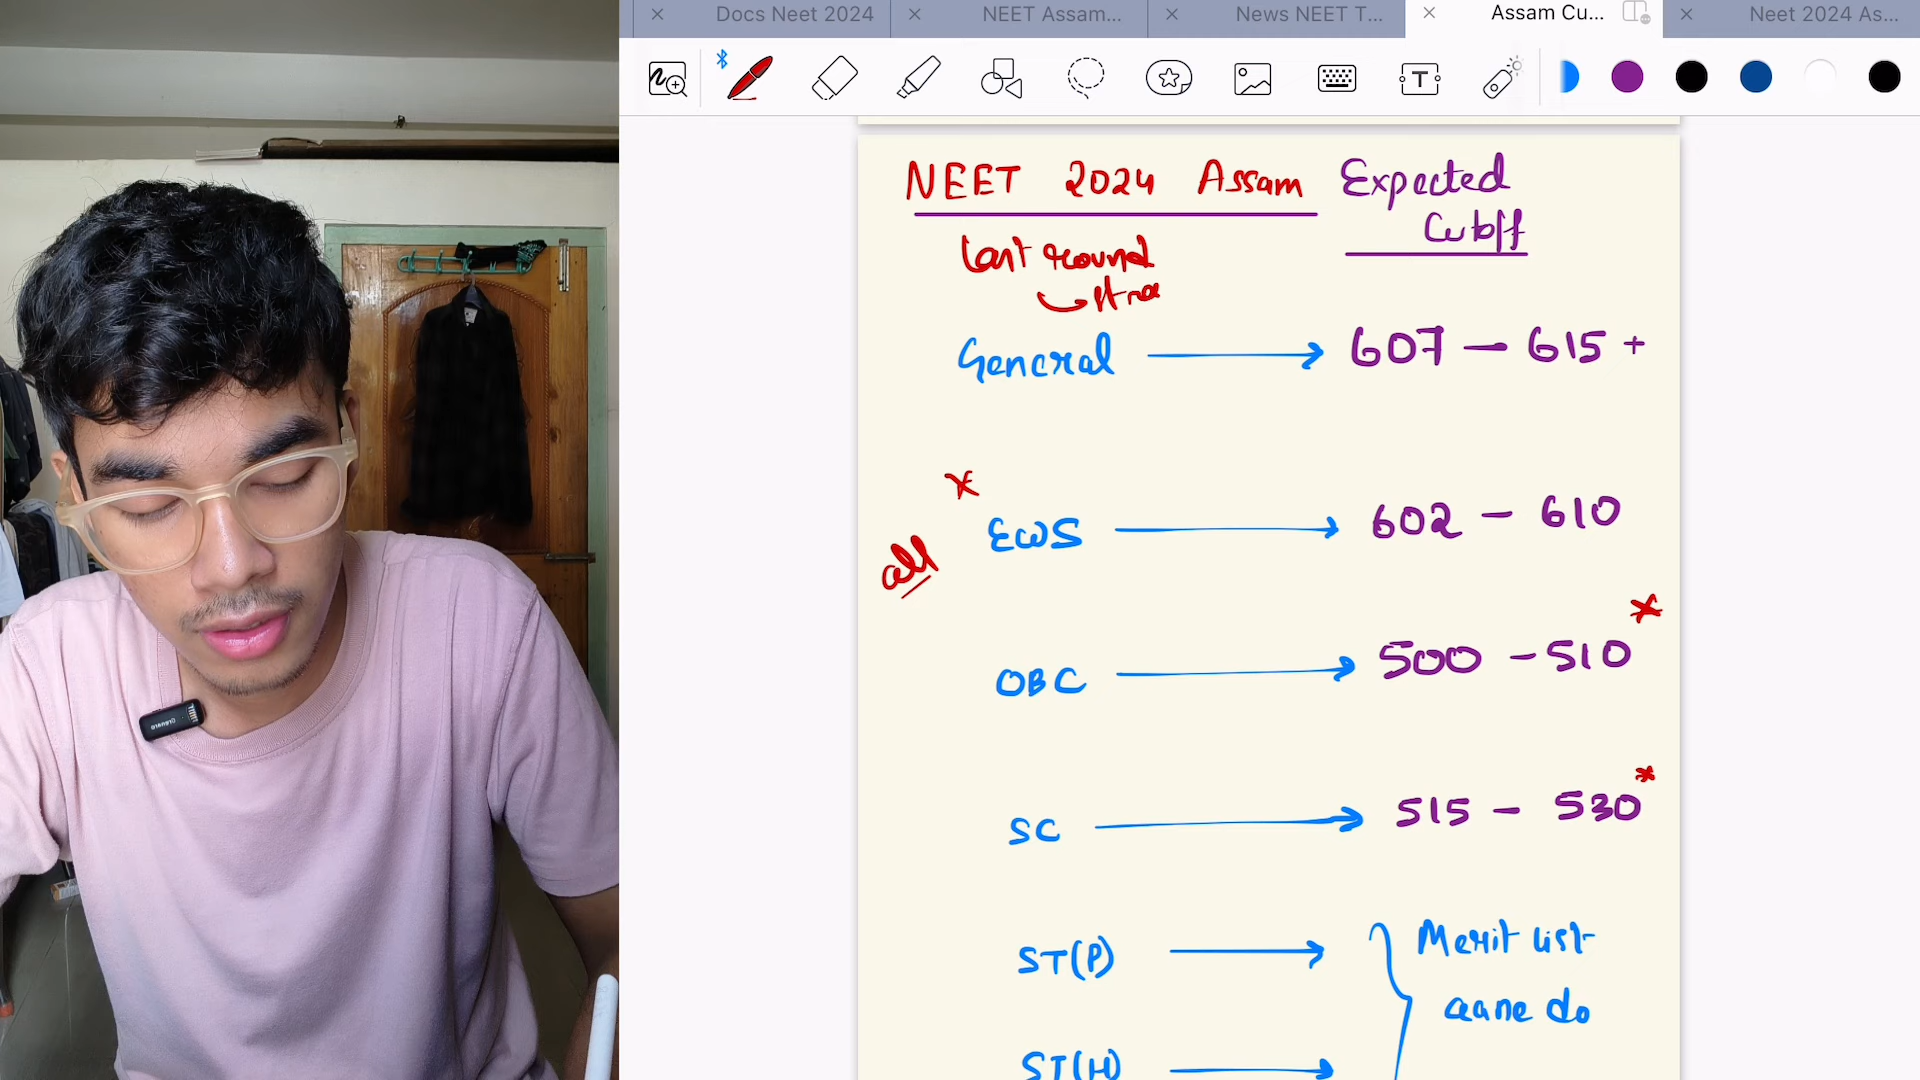 Docs Neet 2024
NEET Assam...
News NEET T...
Assam Cu...
Neet 2024 As...
NEET 2024 Assam Expected
Cutoff
Last round
General → 607 - 615 +
EWS → 602 - 610
all
OBC → 500 - 510 *
SC → 515 - 530 *
ST(P) → Merit list
aane do
ST(H) →